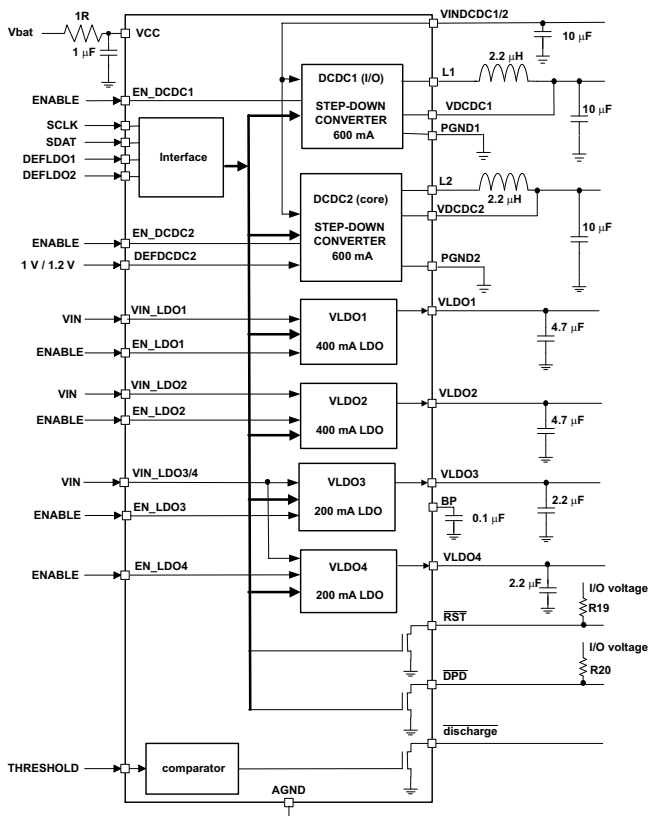 VINDCDC1/2
1R
Vbat
VCC
1 μF
10 μF
2.2 μH
DCDC1 (I/O)
L1
STEP-DOWN
CONVERTER
600 mA
ENABLE
EN_DCDC1
VDCDC1
10 μF
SCLK
SDAT
DEFLDO1
DEFLDO2
Interface
PGND1
DCDC2 (core)
L2
2.2 μH
VDCDC2
STEP-DOWN
CONVERTER
600 mA
10 μF
ENABLE
EN_DCDC2
1 V / 1.2 V
DEFDCDC2
PGND2
VIN
VIN_LDO1
VLDO1
VLDO1
400 mA LDO
4.7 μF
ENABLE
EN_LDO1
VIN
VIN_LDO2
VLDO2
VLDO2
400 mA LDO
4.7 μF
ENABLE
EN_LDO2
VIN
VIN_LDO3/4
VLDO3
VLDO3
200 mA LDO
BP
0.1 μF
2.2 μF
ENABLE
EN_LDO3
VLDO4
VLDO4
200 mA LDO
2.2 μF
ENABLE
EN_LDO4
I/O voltage
R19
RST
I/O voltage
R20
DPD
discharge
THRESHOLD
comparator
AGND